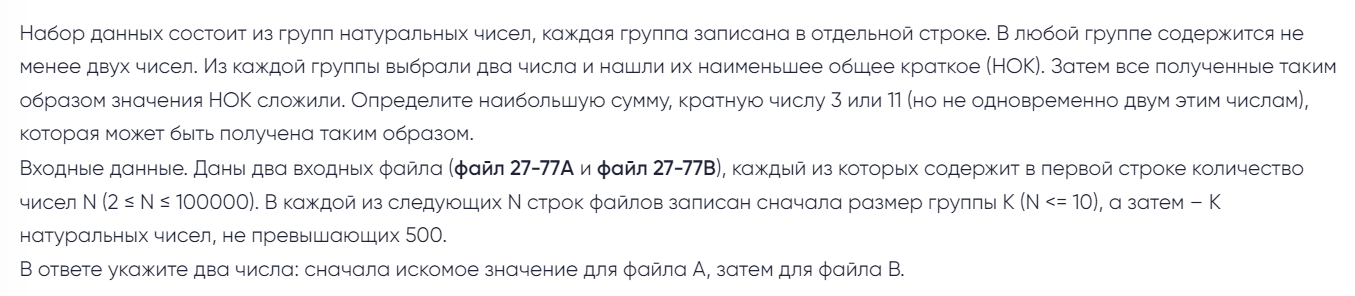 Набор данных состоит из групп натуральных чисел, каждая группа записана в отдельной строке. В любой группе содержится не
менее двух чисел. Из каждой группы выбрали два числа и нашли их наименьшее общее краткое (НОК). Затем все полученные таким
образом значения НОК сложили. Определите наибольшую сумму, кратную числу 3 или 11 (но не одновременно двум этим числам),
которая может быть получена таким образом.
Входные данные. Даны два входных файла (файл 27-77A и файл 27-77B), каждый из которых содержит в первой строке количество
чисел N (2 ≤ N ≤ 100000). В каждой из следующих N строк файлов записан сначала размер группы K (N <= 10), а затем – K
натуральных чисел, не превышающих 500.
В ответе укажите два числа: сначала искомое значение для файла А, затем для файла B.